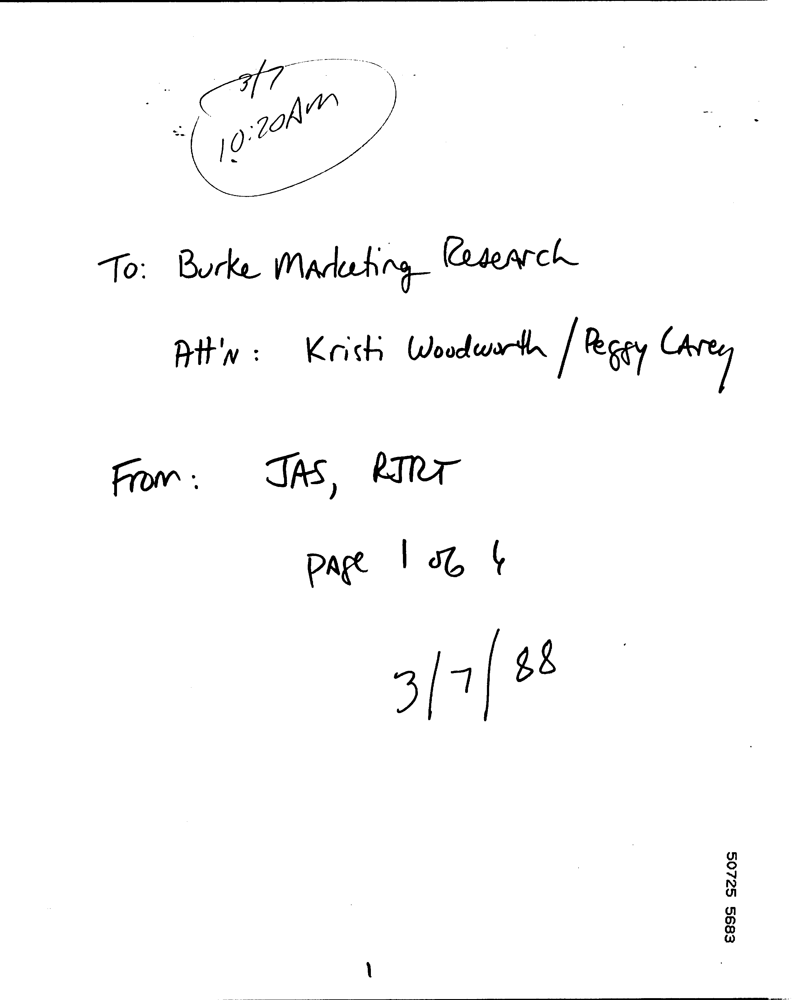 3/7
10:20AM
To: Burke Marketing Research
Att'n: Kristi Woodworth / Peggy Carey
From: JAS, RJRT
page 1 of
3/7/88
50725 5683
1